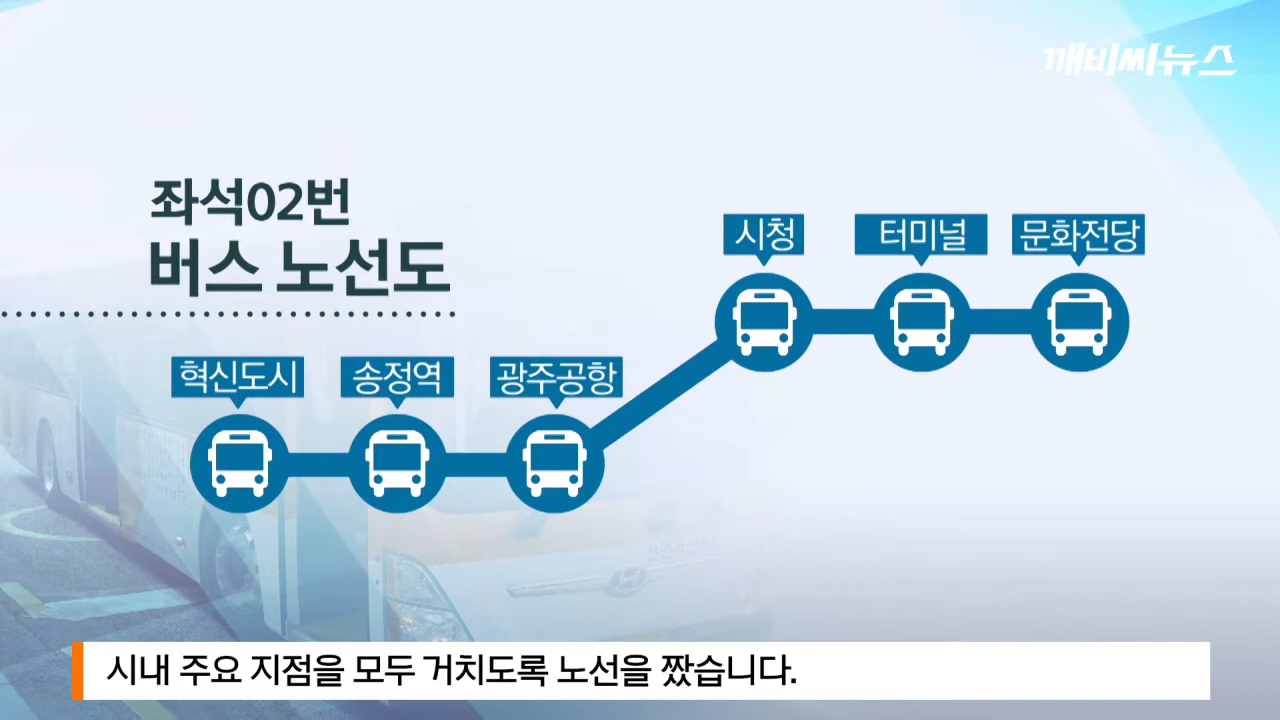 깨비씨뉴스
좌석02번
버스 노선도
시청 터미널 문화전당
혁신도시 송정역 광주공항
시내 주요 지점을 모두 거치도록 노선을 짰습니다.